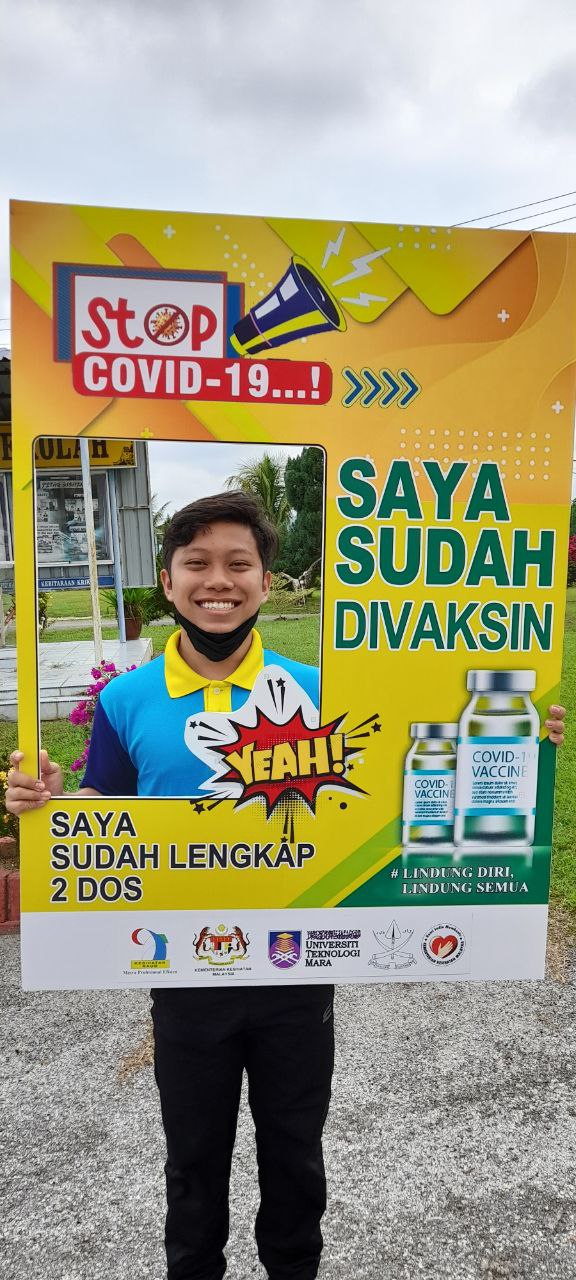 STOP
COVID-19...!
SAYA
SUDAH
DIVAKSIN
YEAH!
COVID-19
VACCINE
COVID-1
VACCINE
SAYA
SUDAH LENGKAP
2 DOS
# LINDUNG DIRI,
LINDUNG SEMUA
KEMENTERIAN KESIHATAN
MALAYSIA
UNIVERSITI
TEKNOLOGI
MARA